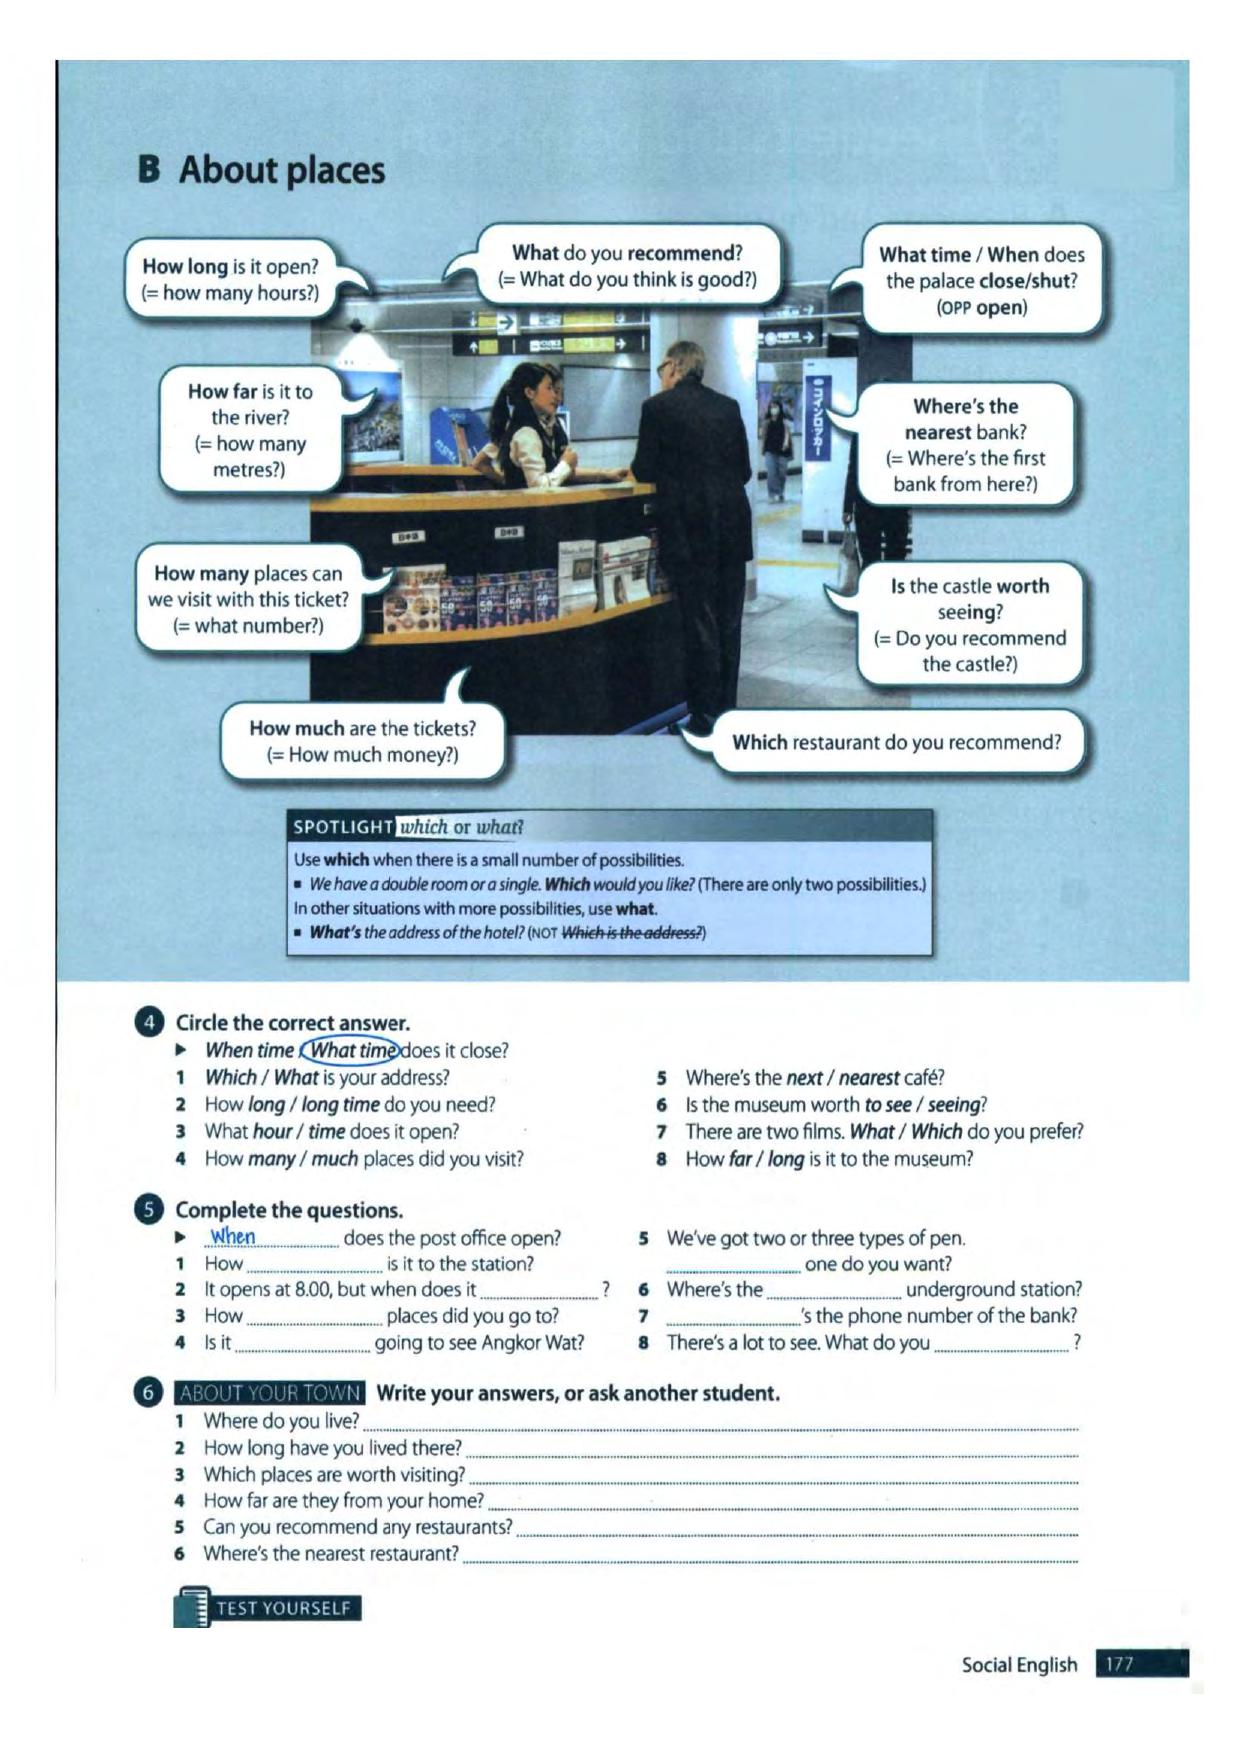 B About places
How long is it open?
(= how many hours?)
What do you recommend?
(= What do you think is good?)
What time / When does
the palace close/shut?
(OPP open)
How far is it to
the river?
(= how many
metres?)
Where's the
nearest bank?
(= Where's the first
bank from here?)
コインロッカー
How many places can
we visit with this ticket?
(= what number?)
Is the castle worth
seeing?
(= Do you recommend
the castle?)
How much are the tickets?
(= How much money?)
Which restaurant do you recommend?
SPOTLIGHT which or what?
Use which when there is a small number of possibilities.
▪ We have a double room or a single. Which would you like? (There are only two possibilities.)
In other situations with more possibilities, use what.
▪ What's the address of the hotel? (NOT Which is the address?)
4 Circle the correct answer.
► When time / What time does it close?
1 Which / What is your address?
2 How long / long time do you need?
3 What hour / time does it open?
4 How many / much places did you visit?
5 Where's the next / nearest café?
6 Is the museum worth to see / seeing?
7 There are two films. What / Which do you prefer?
8 How far / long is it to the museum?
5 Complete the questions.
► When does the post office open?
1 How is it to the station?
2 It opens at 8.00, but when does it ?
3 How places did you go to?
4 Is it going to see Angkor Wat?
5 We've got two or three types of pen.
one do you want?
6 Where's the underground station?
7 's the phone number of the bank?
8 There's a lot to see. What do you ?
6 ABOUT YOUR TOWN Write your answers, or ask another student.
1 Where do you live?
2 How long have you lived there?
3 Which places are worth visiting?
4 How far are they from your home?
5 Can you recommend any restaurants?
6 Where's the nearest restaurant?
TEST YOURSELF
Social English 177